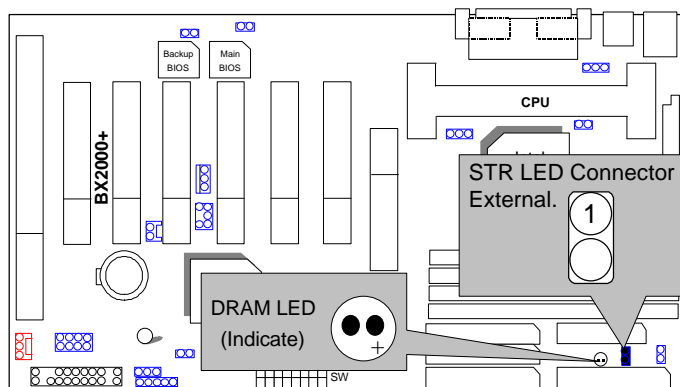 Backup
BIOS
Main
BIOS
CPU
BX2000+
STR LED Connector
External.
1
DRAM LED
(Indicate)
+
SW